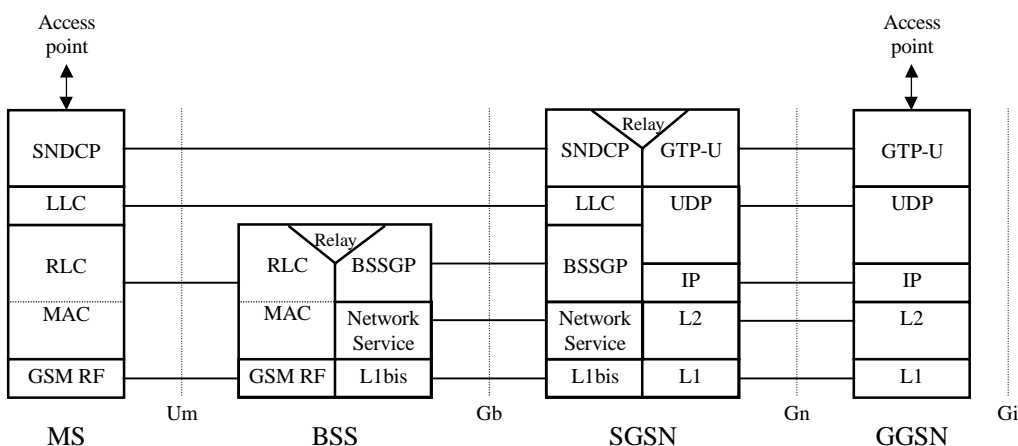 Access
point
Access
point
Relay
SNDCP
SNDCP
GTP-U
GTP-U
LLC
LLC
UDP
UDP
Relay
RLC
RLC
BSSGP
BSSGP
IP
IP
MAC
MAC
Network
Service
Network
Service
L2
L2
GSM RF
GSM RF
L1bis
L1bis
L1
L1
Um
Gb
Gn
Gi
MS
BSS
SGSN
GGSN